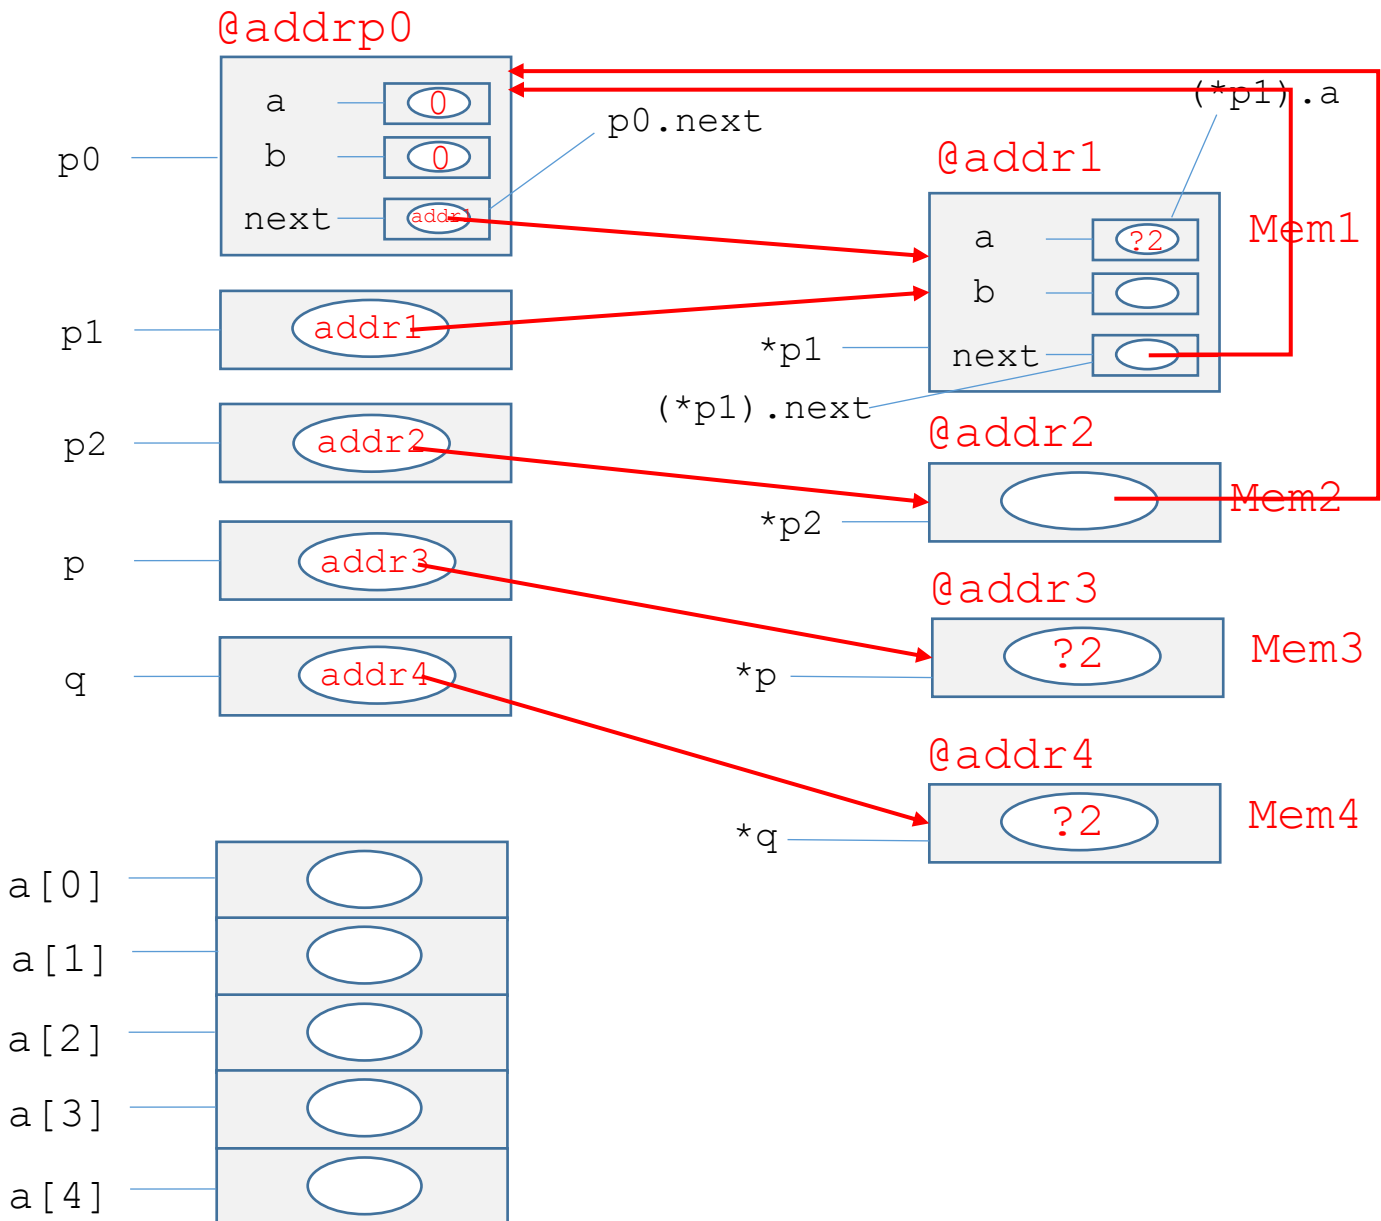 @addrp0
a 0
b 0
next addr1
p0
p0.next
(*p1).a
@addr1
a ?2
b
next
Mem1
p1 addr1
*p1
(*p1).next
p2 addr2
@addr2
*p2
Mem2
p addr3
@addr3
*p ?2 Mem3
q addr4
@addr4
*q ?2 Mem4
a[0]
a[1]
a[2]
a[3]
a[4]